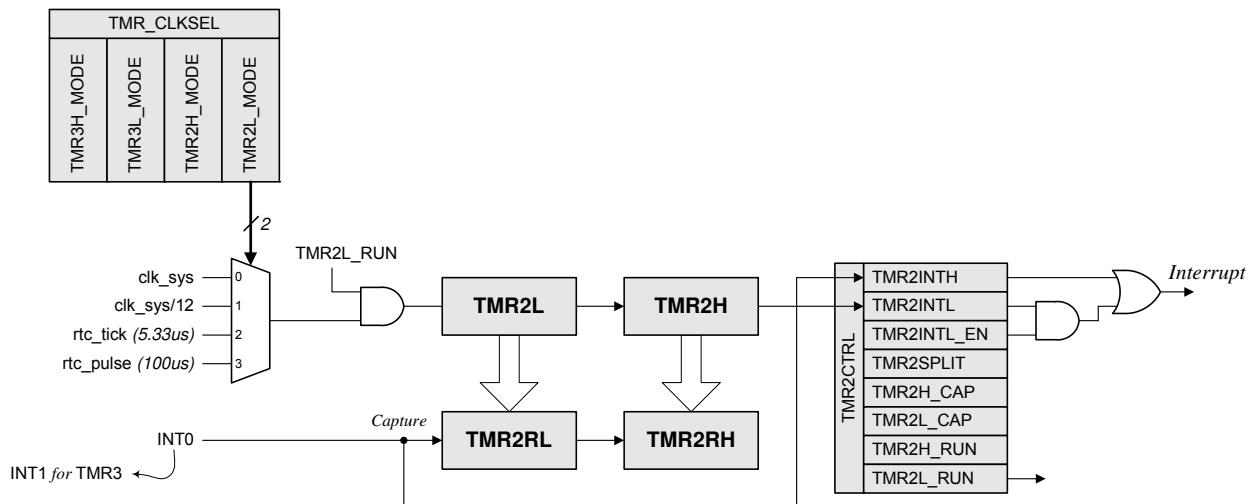 TMR_CLKSEL
TMR3H_MODE
TMR3L_MODE
TMR2H_MODE
TMR2L_MODE
2
TMR2L_RUN
clk_sys
0
clk_sys/12
1
rtc_tick (5.33us)
2
rtc_pulse (100us)
3
TMR2L
TMR2H
Capture
TMR2RL
TMR2RH
INT0
INT1 for TMR3
TMR2CTRL
TMR2INTH
TMR2INTL
TMR2INTL_EN
TMR2SPLIT
TMR2H_CAP
TMR2L_CAP
TMR2H_RUN
TMR2L_RUN
Interrupt